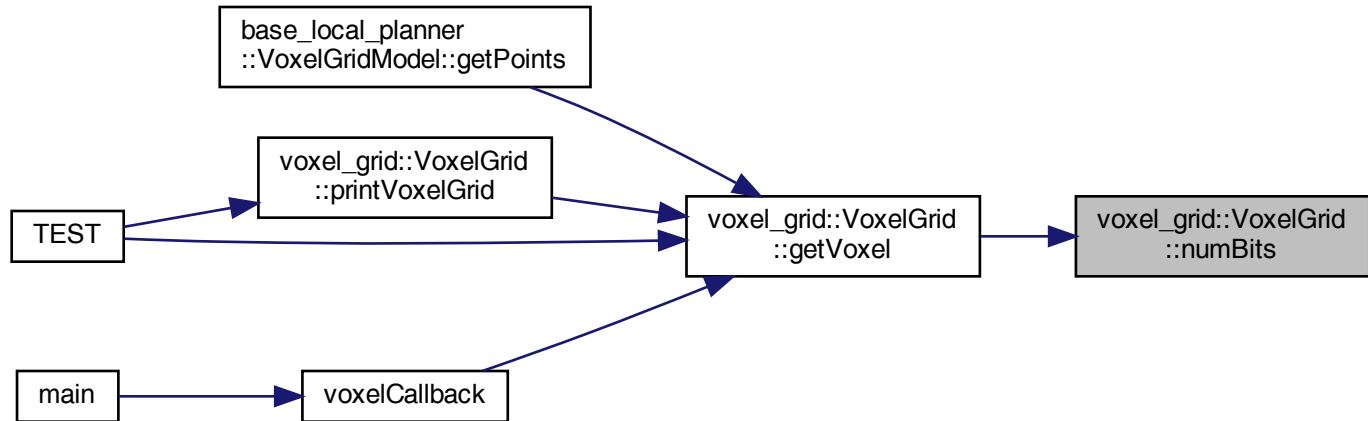 base_local_planner
::VoxelGridModel::getPoints
voxel_grid::VoxelGrid
::printVoxelGrid
TEST
voxel_grid::VoxelGrid
::getVoxel
voxel_grid::VoxelGrid
::numBits
main
voxelCallback